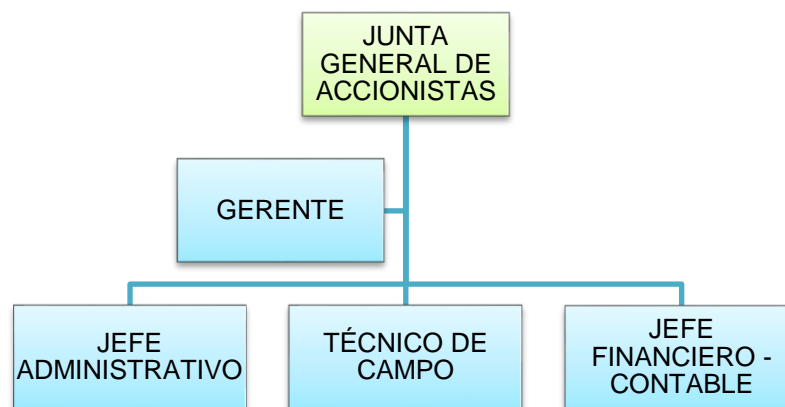 JUNTA
GENERAL DE
ACCIONISTAS
GERENTE
JEFE
ADMINISTRATIVO
TÉCNICO DE
CAMPO
JEFE
FINANCIERO -
CONTABLE